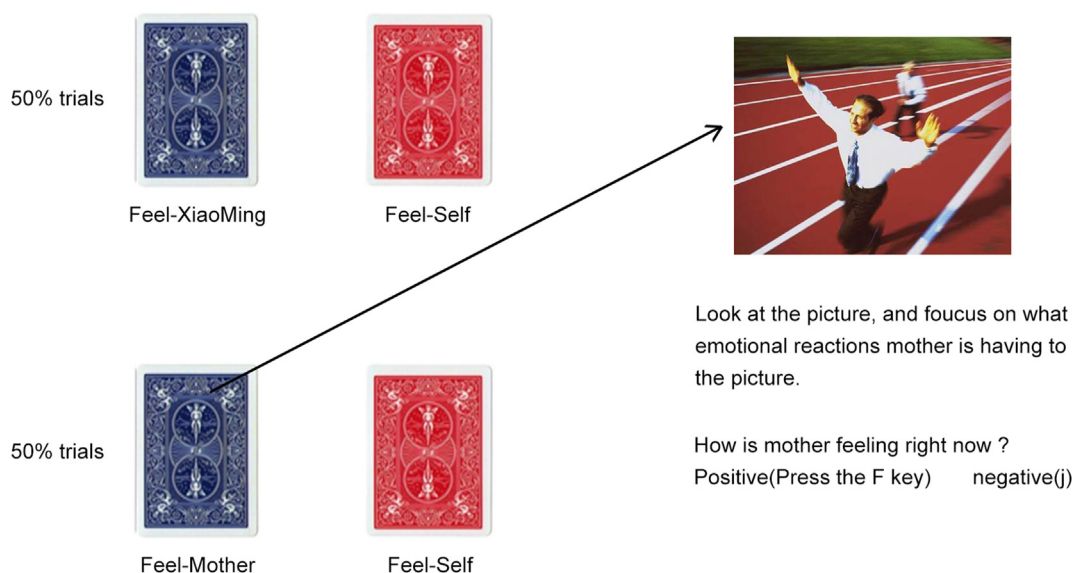 50% trials
Feel-XiaoMing
Feel-Self
Look at the picture, and foucus on what
emotional reactions mother is having to
the picture.
50% trials
How is mother feeling right now ?
Positive(Press the F key) negative(j)
Feel-Mother
Feel-Self